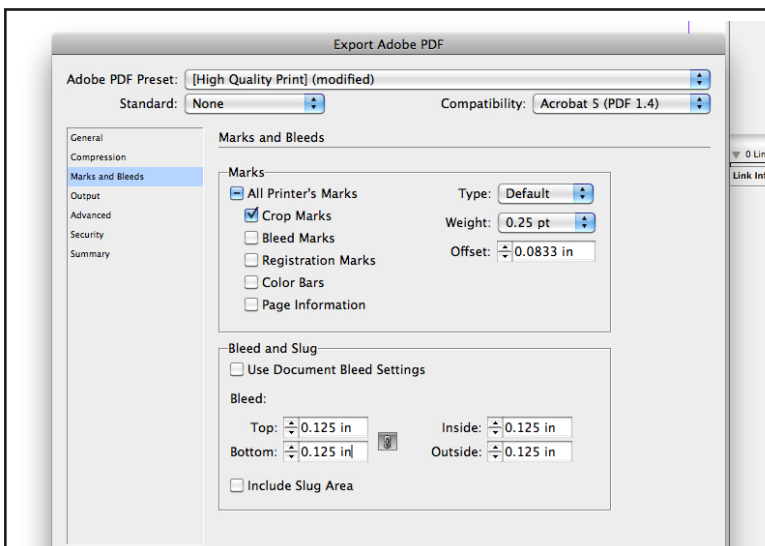 Export Adobe PDF
Adobe PDF Preset: [High Quality Print] (modified)
Standard: None Compatibility: Acrobat 5 (PDF 1.4)
General
Compression
Marks and Bleeds
Output
Advanced
Security
Summary
Marks and Bleeds
Marks
All Printer's Marks
Crop Marks
Bleed Marks
Registration Marks
Color Bars
Page Information
Type: Default
Weight: 0.25 pt
Offset: 0.0833 in
Bleed and Slug
Use Document Bleed Settings
Bleed:
Top: 0.125 in Inside: 0.125 in
Bottom: 0.125 in Outside: 0.125 in
Include Slug Area
0 Lin
Link Inf